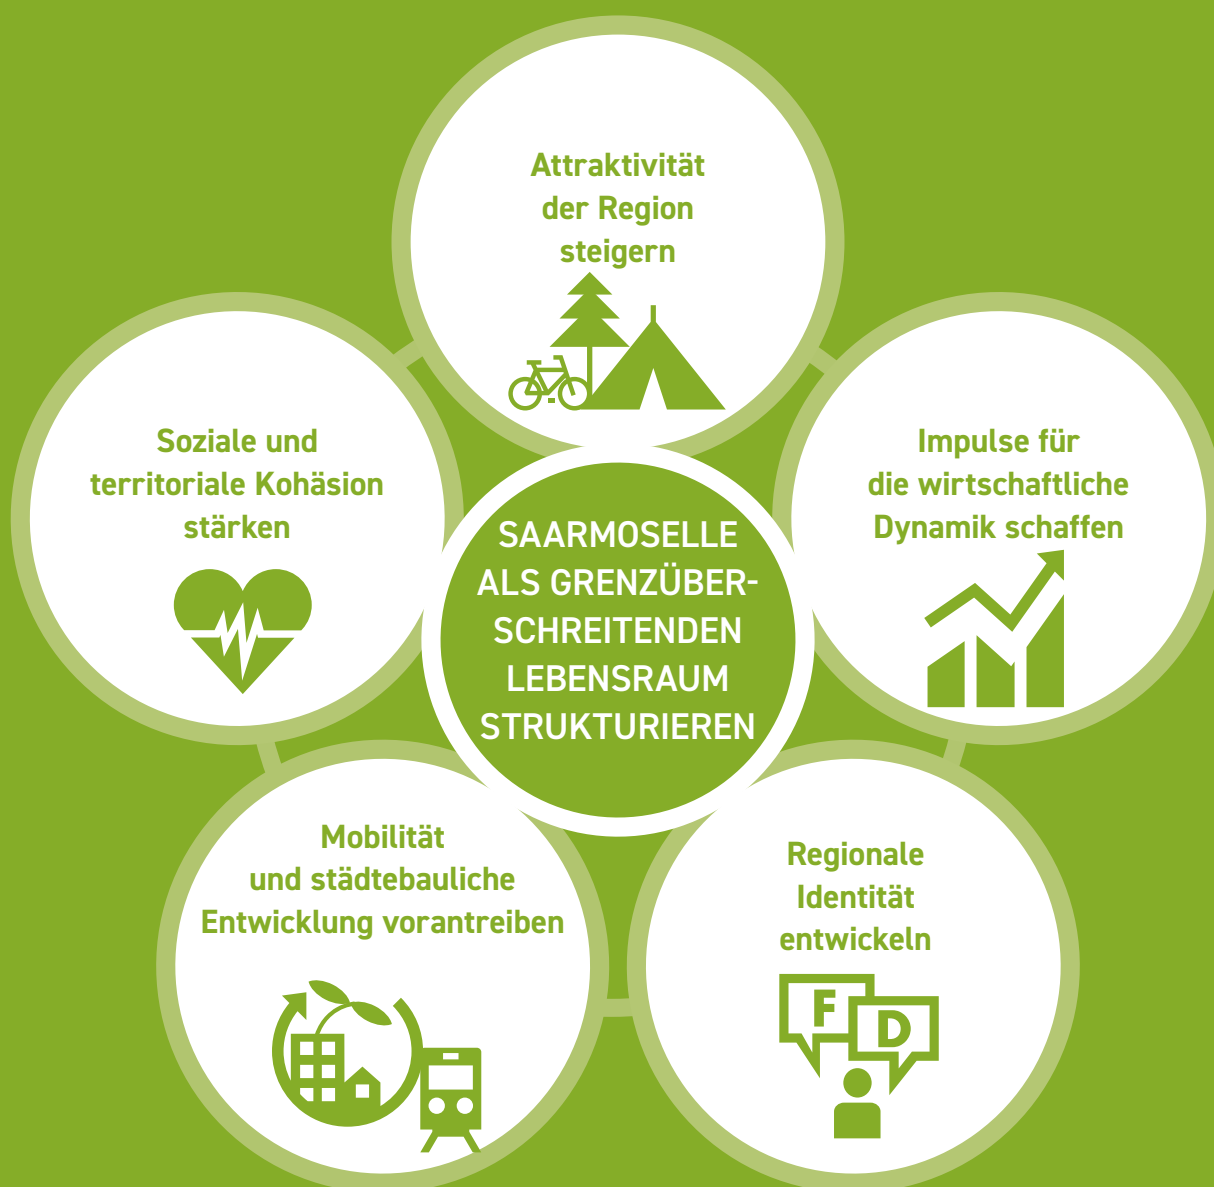 Attraktivität
der Region
steigern
Soziale und
territoriale Kohäsion
stärken
Impulse für
die wirtschaftliche
Dynamik schaffen
SAARMOSELLE
ALS GRENZÜBER-
SCHREITENDEN
LEBENSRAUM
STRUKTURIEREN
Mobilität
und städtebauliche
Entwicklung vorantreiben
Regionale
Identität
entwickeln
F
D